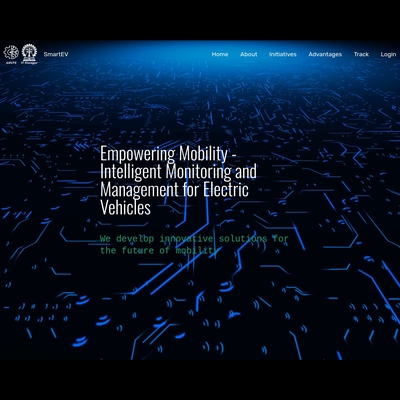 SmartEV
Home About Initiatives Advantages Track Login
Empowering Mobility -
Intelligent Monitoring and
Management for Electric
Vehicles
We develop innovative solutions for
the future of mobility